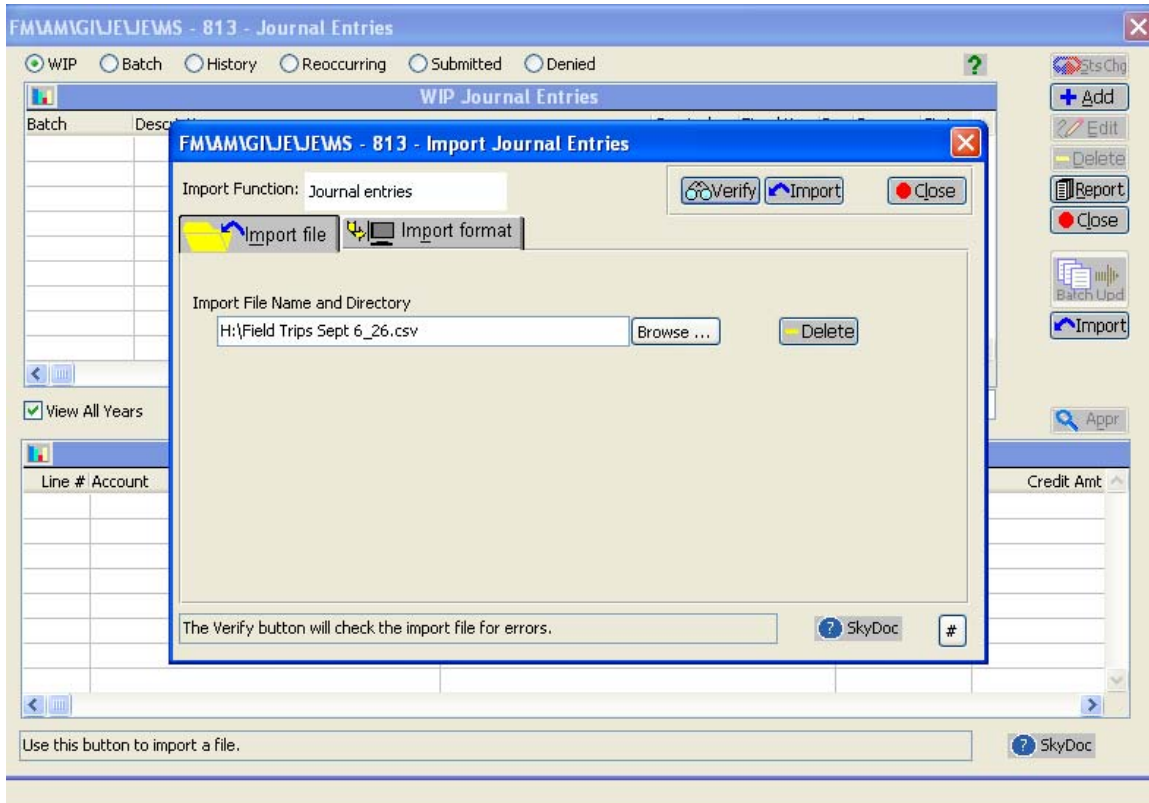 FM\AM\GI\JE\JE\MS - 813 - Journal Entries
WIP Batch History Reoccurring Submitted Denied ?
Sts Chg
WIP Journal Entries
Add
Batch
Edit
FM\AM\GI\JE\JE\MS - 813 - Import Journal Entries
Delete
Import Function: Journal entries
Verify Import Close
Report
Close
Import file Import format
Batch Upd
Import File Name and Directory
Import
H:\Field Trips Sept 6_26.csv Browse ... Delete
View All Years
Appr
Line # Account Credit Amt
The Verify button will check the import file for errors. SkyDoc #
Use this button to import a file. SkyDoc